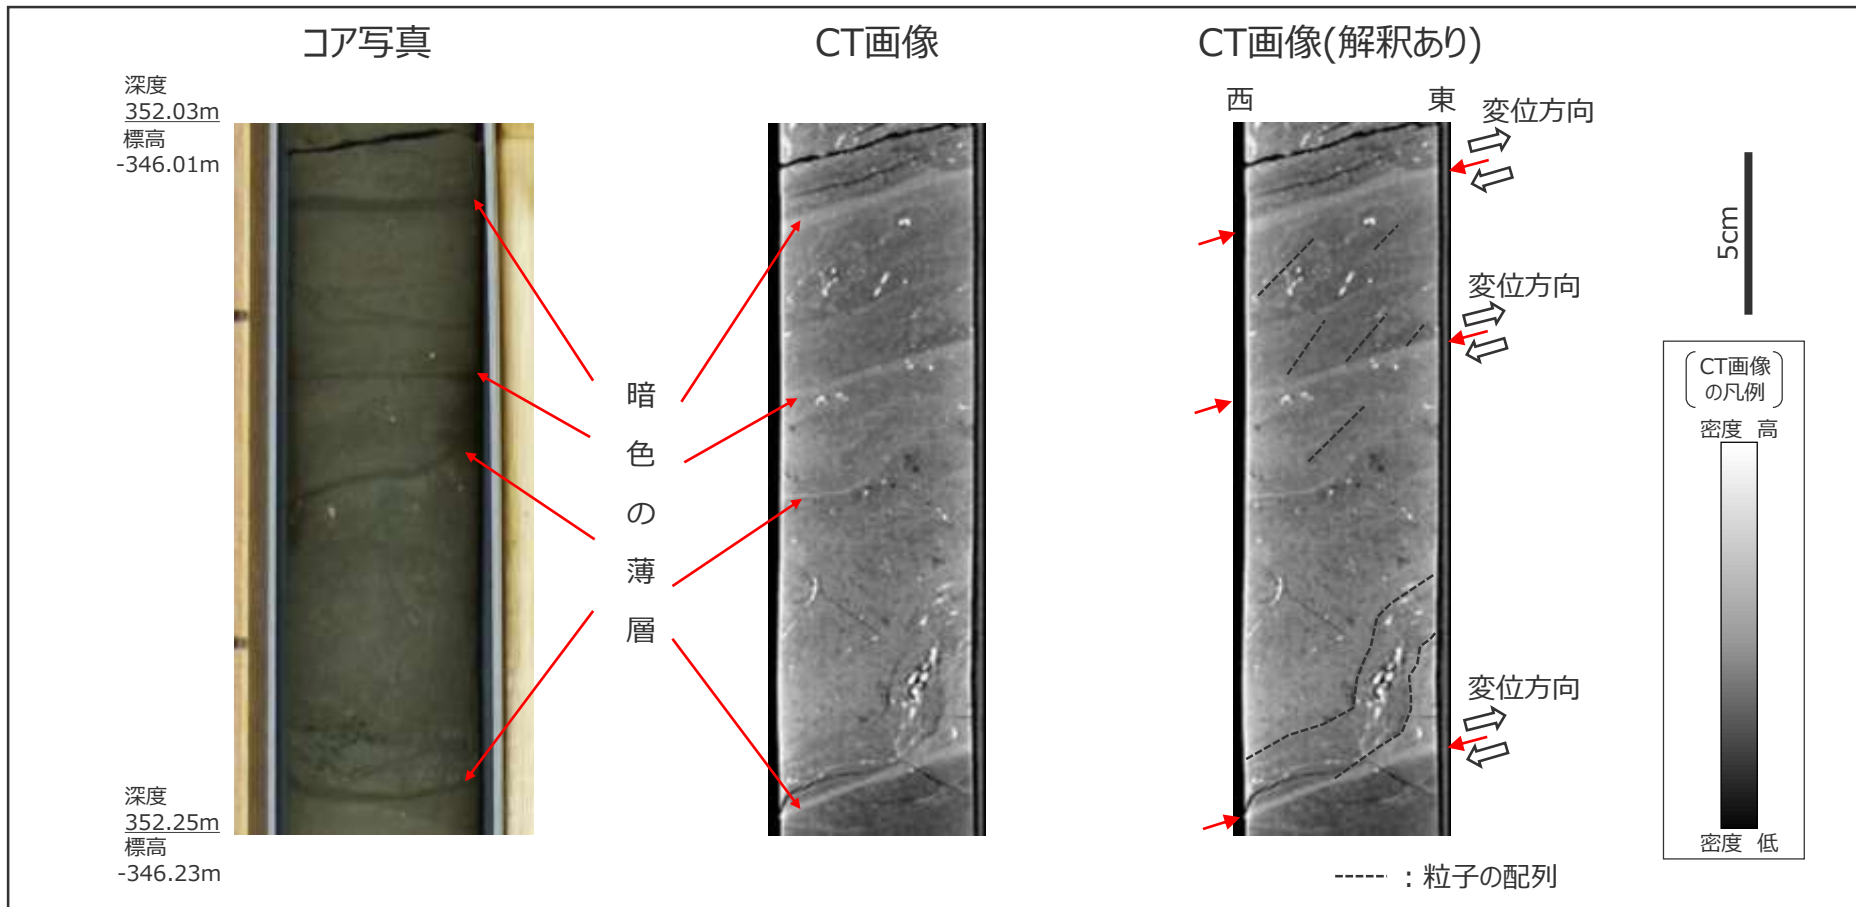 コア写真
CT画像
CT画像(解釈あり)
深度
352.03m
標高
-346.01m
西
東
変位方向
5cm
変位方向
暗色の薄層
CT画像
の凡例
密度 高
変位方向
深度
352.25m
標高
-346.23m
密度 低
：粒子の配列